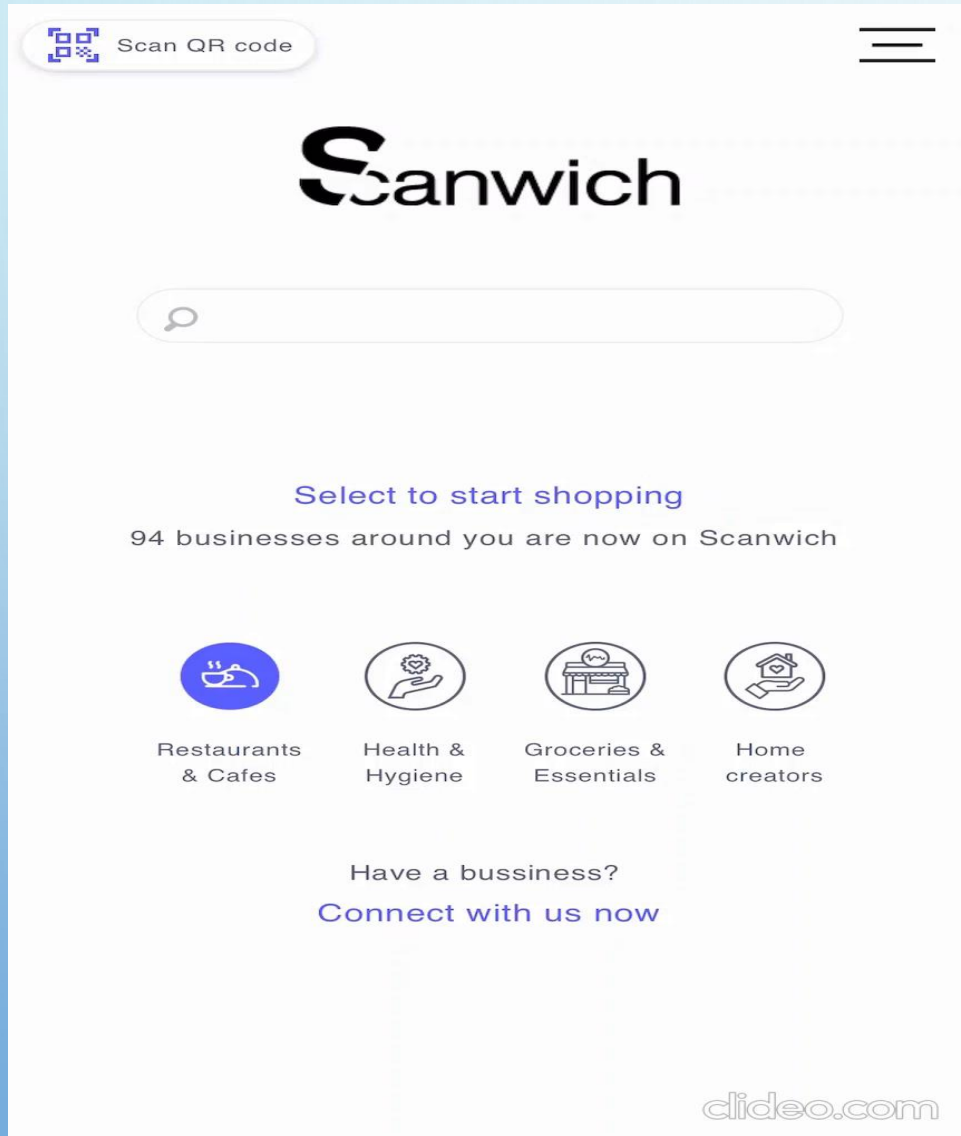 Scan QR code
Scanwich
Select to start shopping
94 businesses around you are now on Scanwich
Restaurants & Cafes
Health & Hygiene
Groceries & Essentials
Home creators
Have a bussiness?
Connect with us now
clideo.com